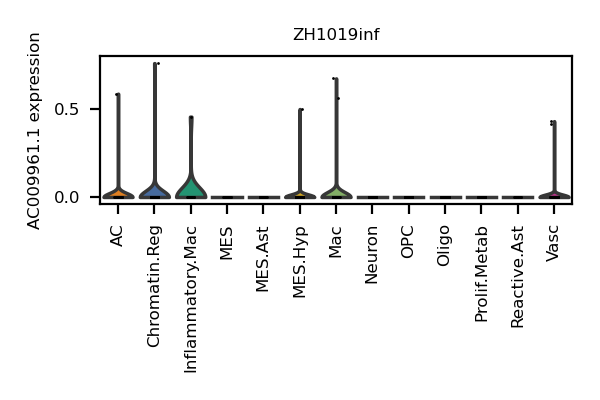 ZH1019inf
AC009961.1 expression
0.5
0.0
AC
Chromatin.Reg
Inflammatory.Mac
MES
MES.Ast
MES.Hyp
Mac
Neuron
OPC
Oligo
Prolif.Metab
Reactive.Ast
Vasc